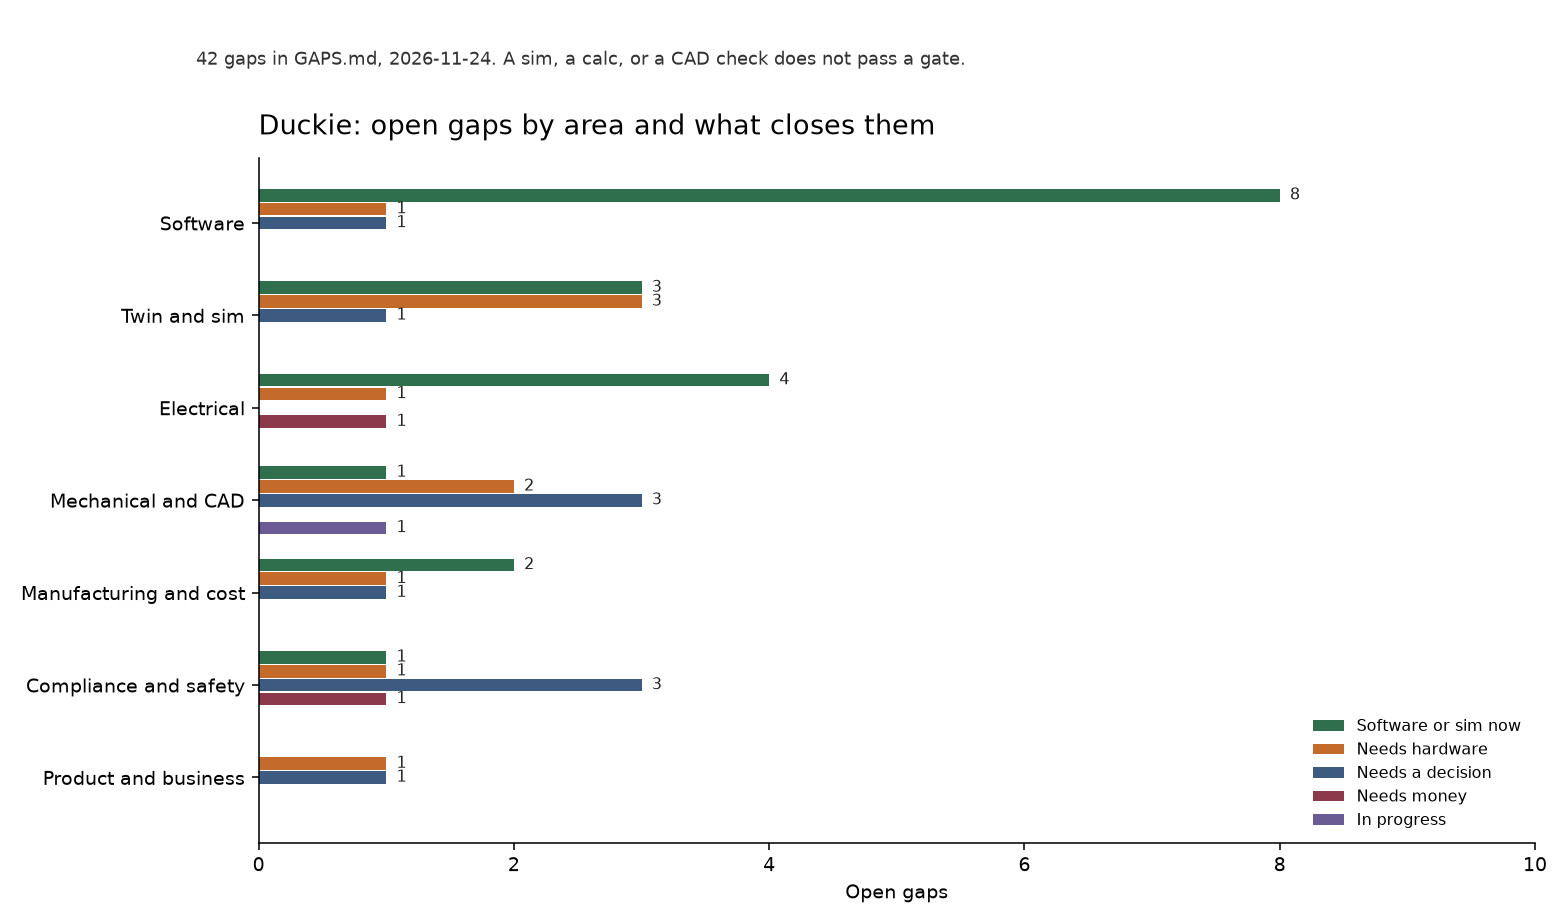 42 gaps in GAPS.md, 2026-11-24. A sim, a calc, or a CAD check does not pass a gate.
Duckie: open gaps by area and what closes them
Software
8
1
1
Twin and sim
3
3
1
Electrical
4
1
1
Mechanical and CAD
1
2
3
1
Manufacturing and cost
2
1
1
Compliance and safety
1
1
3
1
Product and business
1
1
Software or sim now
Needs hardware
Needs a decision
Needs money
In progress
0 2 4 6 8 10
Open gaps